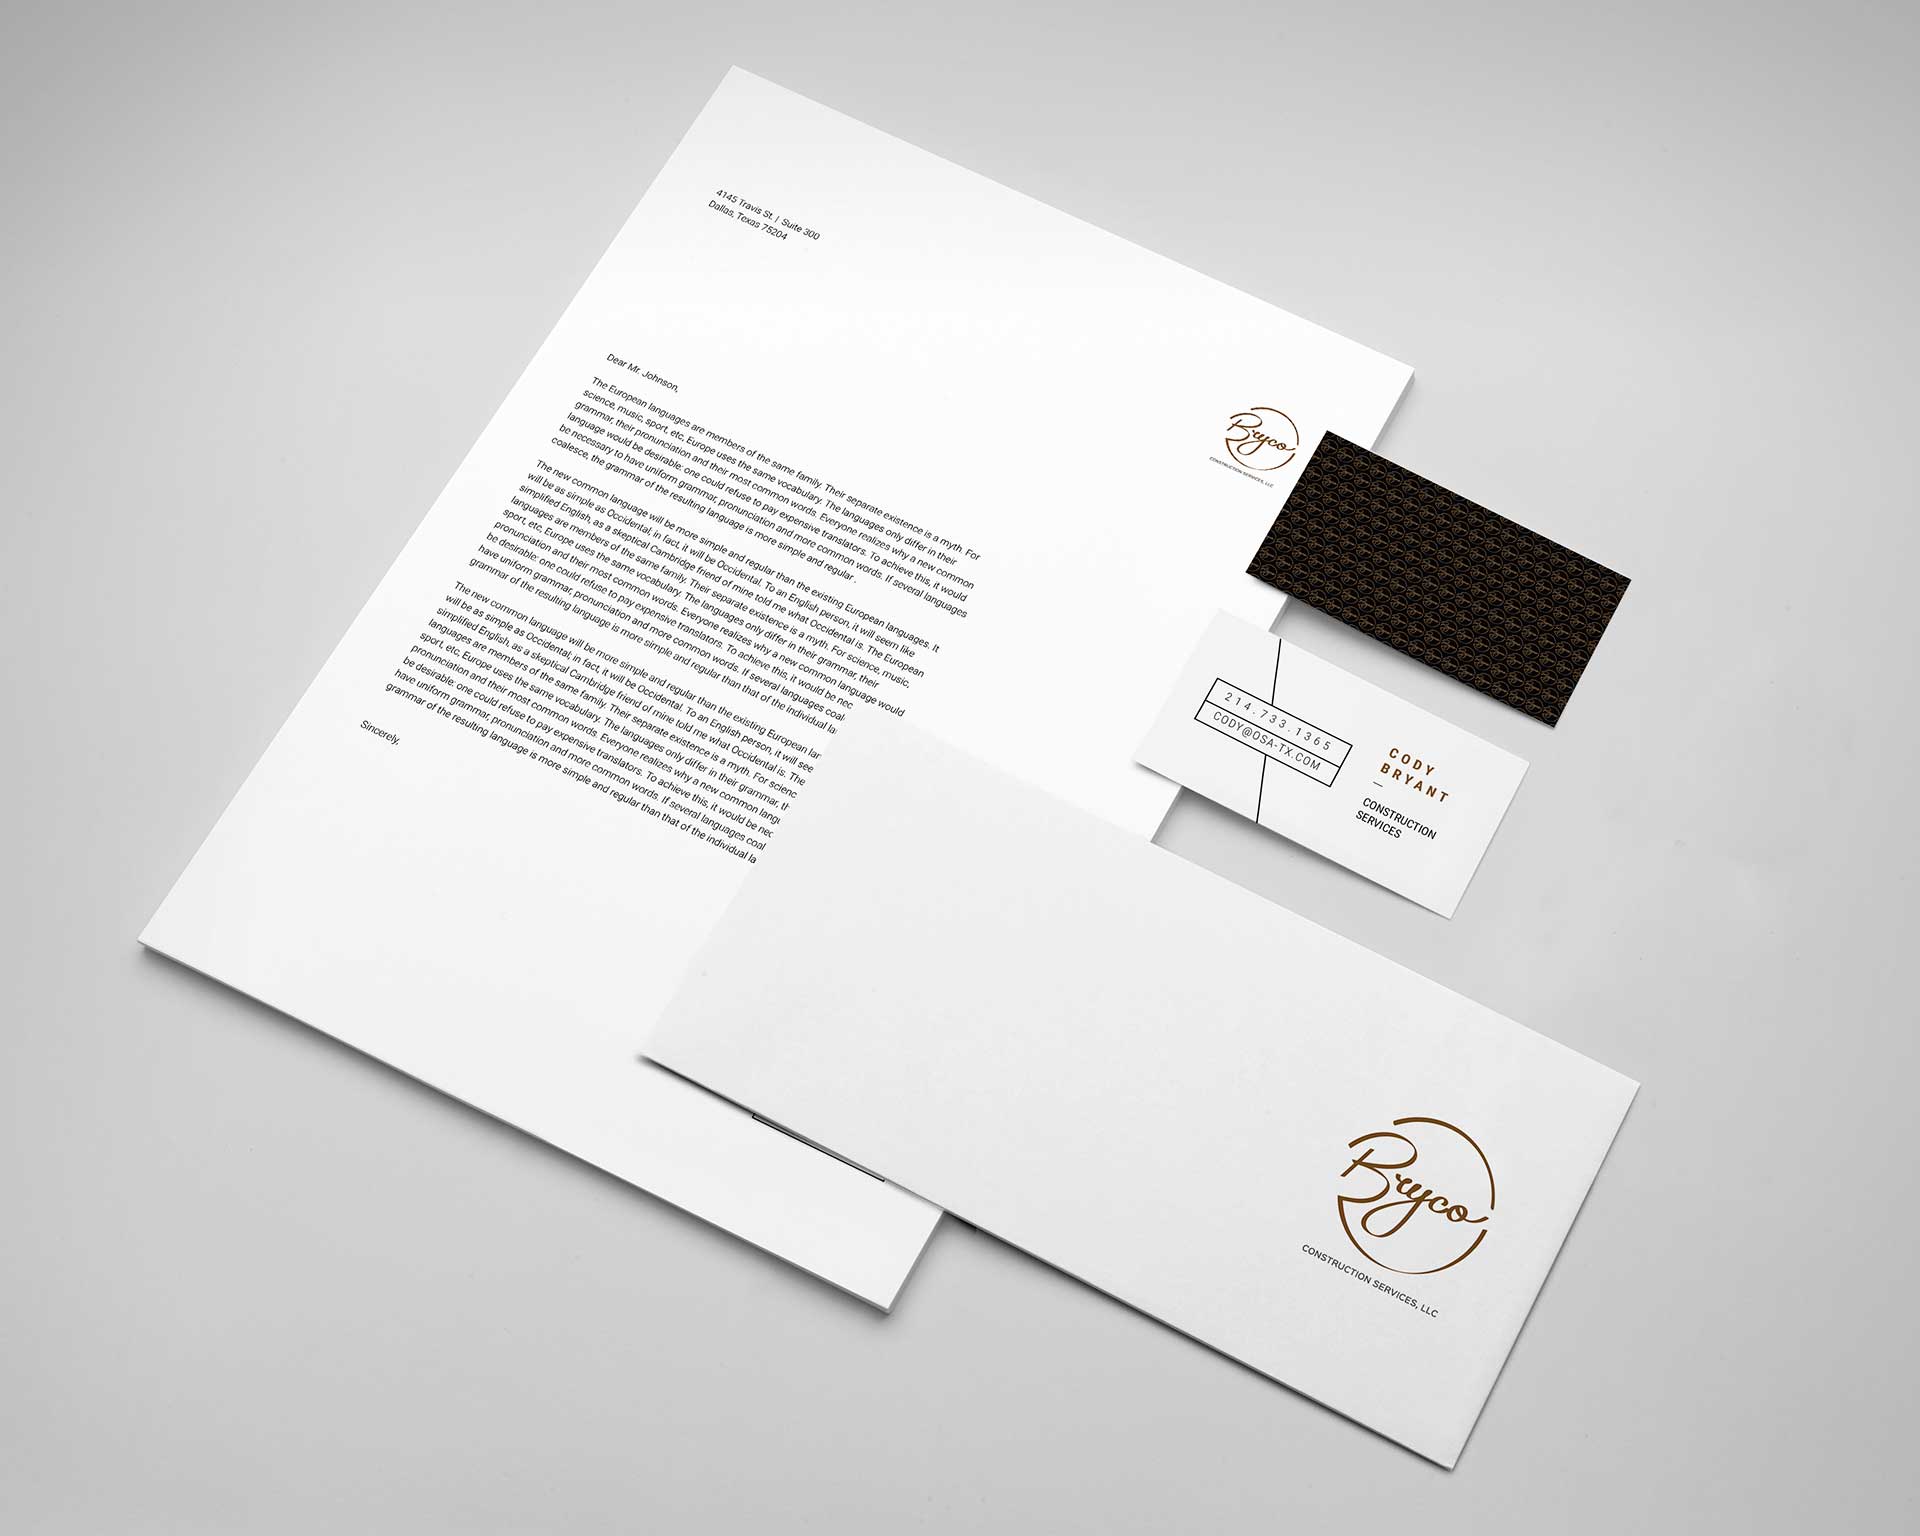 4145 Travis St. | Suite 300
Dallas, Texas 75204
Dear Mr. Johnson,
The European languages are members of the same family. Their separate existence is a myth. For
science, music, sport, etc, Europe uses the same vocabulary. The languages only differ in their
grammar, their pronunciation and their most common words. Everyone realizes why a new common
language would be desirable: one could refuse to pay expensive translators. To achieve this, it would
be necessary to have uniform grammar, pronunciation and more common words. If several languages
coalesce, the grammar of the resulting language is more simple and regular .
The new common language will be more simple and regular than the existing European languages. It
will be as simple as Occidental; in fact, it will be Occidental. To an English person, it will seem like
simplified English, as a skeptical Cambridge friend of mine told me what Occidental is. The European
languages are members of the same family. Their separate existence is a myth. For science, music,
sport, etc, Europe uses the same vocabulary. The languages only differ in their grammar, their
pronunciation and their most common words. Everyone realizes why a new common language would
be desirable: one could refuse to pay expensive translators. To achieve this, it would be nec
have uniform grammar, pronunciation and more common words. If several languages coal
grammar of the resulting language is more simple and regular than that of the individual la
The new common language will be more simple and regular than the existing European lan
will be as simple as Occidental; in fact, it will be Occidental. To an English person, it will see
simplified English, as a skeptical Cambridge friend of mine told me what Occidental is. The
languages are members of the same family. Their separate existence is a myth. For scienc
sport, etc, Europe uses the same vocabulary. The languages only differ in their grammar, th
pronunciation and their most common words. Everyone realizes why a new common langu
be desirable: one could refuse to pay expensive translators. To achieve this, it would be nec
have uniform grammar, pronunciation and more common words. If several languages coal
grammar of the resulting language is more simple and regular than that of the individual la
Sincerely,
Bryco
CONSTRUCTION SERVICES, LLC
214.733.1365
CODY@OSA-TX.COM
CODY
BRYANT
—
CONSTRUCTION
SERVICES
Bryco
CONSTRUCTION SERVICES, LLC